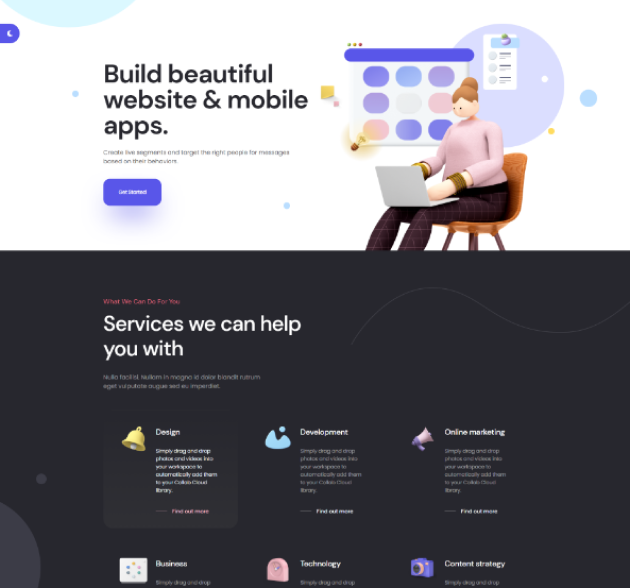 Build beautiful
website & mobile
apps.
Create live segments and target the right people for messages
based on their behaviors.
Get Started
What We Can Do For You
Services we can help
you with
Nulla facilisi. Nullam in magna id dolor blandit rutrum
eget vulputate augue sed eu imperdiet.
Design
Simply drag and drop
photos and videos into
your workspace to
automatically add them
to your Collab Cloud
library.
Find out more
Development
Simply drag and drop
photos and videos into
your workspace to
automatically add them
to your Collab Cloud
library.
Find out more
Online marketing
Simply drag and drop
photos and videos into
your workspace to
automatically add them
to your Collab Cloud
library.
Find out more
Business
Simply drag and drop
Technology
Simply drag and drop
Content strategy
Simply drag and drop